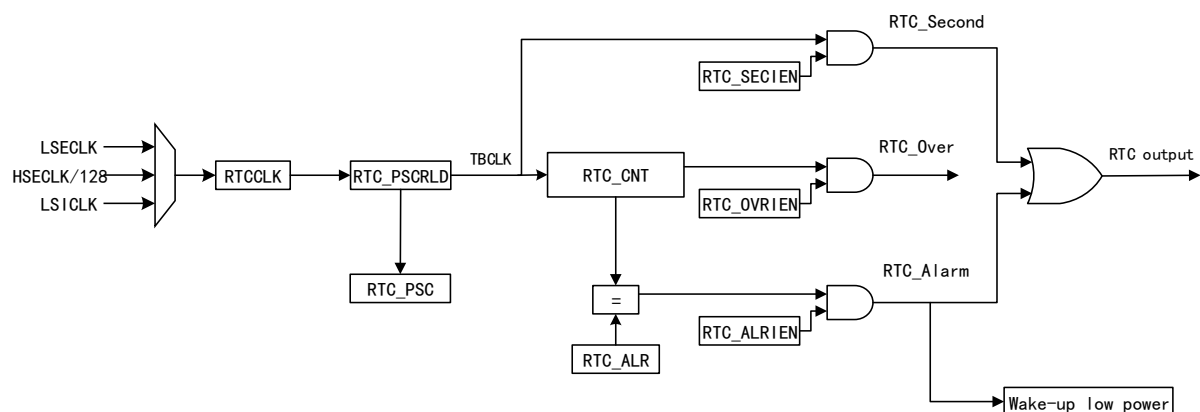 RTC_Second
RTC_SECIEN
LSECLK
HSECLK/128
LSICLK
RTCCLK
RTC_PSCRLD
TBCLK
RTC_CNT
RTC_Over
RTC_OVRIEN
RTC output
RTC_PSC
=
RTC_Alarm
RTC_ALRIEN
RTC_ALR
Wake-up low power